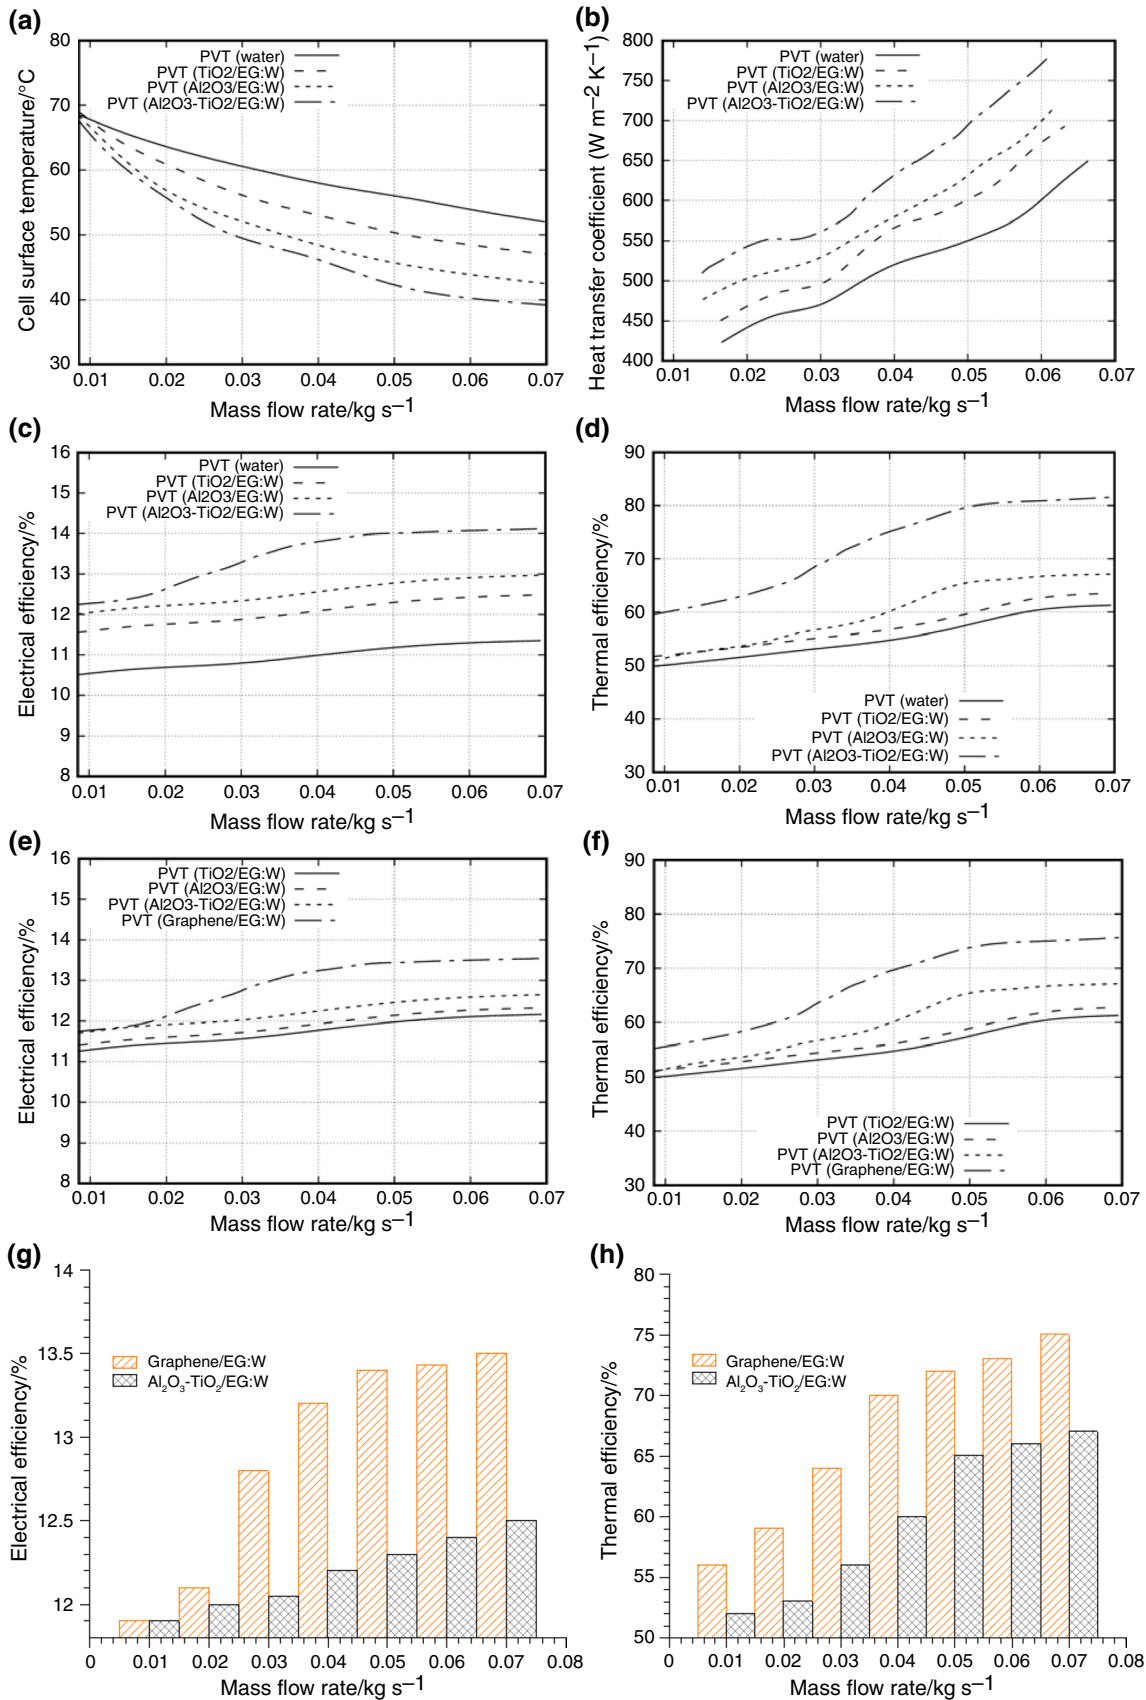 (a)
80
70
60
50
40
30
Cell surface temperature/°C
PVT (water)
PVT (TiO2/EG:W)
PVT (Al2O3/EG:W)
PVT (Al2O3-TiO2/EG:W)
0.01 0.02 0.03 0.04 0.05 0.06 0.07
Mass flow rate/kg s−1
(b)
800
750
700
650
600
550
500
450
400
Heat transfer coefficient (W m−2 K−1)
PVT (water)
PVT (TiO2/EG:W)
PVT (Al2O3/EG:W)
PVT (Al2O3-TiO2/EG:W)
0.01 0.02 0.03 0.04 0.05 0.06 0.07
Mass flow rate/kg s−1
(c)
16
15
14
13
12
11
10
9
8
Electrical efficiency/%
PVT (water)
PVT (TiO2/EG:W)
PVT (Al2O3/EG:W)
PVT (Al2O3-TiO2/EG:W)
0.01 0.02 0.03 0.04 0.05 0.06 0.07
Mass flow rate/kg s−1
(d)
90
80
70
60
50
40
30
Thermal efficiency/%
PVT (water)
PVT (TiO2/EG:W)
PVT (Al2O3/EG:W)
PVT (Al2O3-TiO2/EG:W)
0.01 0.02 0.03 0.04 0.05 0.06 0.07
Mass flow rate/kg s−1
(e)
16
15
14
13
12
11
10
9
8
Electrical efficiency/%
PVT (TiO2/EG:W)
PVT (Al2O3/EG:W)
PVT (Al2O3-TiO2/EG:W)
PVT (Graphene/EG:W)
0.01 0.02 0.03 0.04 0.05 0.06 0.07
Mass flow rate/kg s−1
(f)
90
80
70
60
50
40
30
Thermal efficiency/%
PVT (TiO2/EG:W)
PVT (Al2O3/EG:W)
PVT (Al2O3-TiO2/EG:W)
PVT (Graphene/EG:W)
0.01 0.02 0.03 0.04 0.05 0.06 0.07
Mass flow rate/kg s−1
(g)
14
13.5
13
12.5
12
Electrical efficiency/%
Graphene/EG:W
Al₂O₃-TiO₂/EG:W
0 0.01 0.02 0.03 0.04 0.05 0.06 0.07 0.08
Mass flow rate/kg s−1
(h)
80
75
70
65
60
55
50
Thermal efficiency/%
Graphene/EG:W
Al₂O₃-TiO₂/EG:W
0 0.01 0.02 0.03 0.04 0.05 0.06 0.07 0.08
Mass flow rate/kg s−1